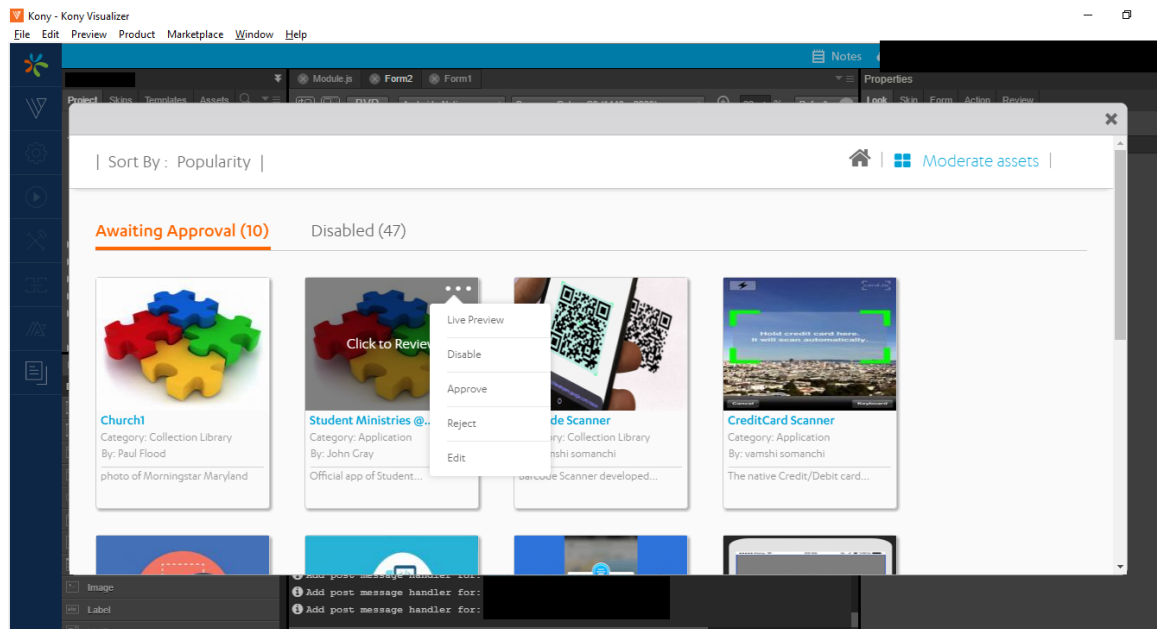 Kony - Kony Visualizer
File Edit Preview Product Marketplace Window Help
Notes
Module.js Form2 Form1
Properties
Project Skins Templates Assets
Look Skin Form Action Review
| Sort By : Popularity |
| Moderate assets |
Awaiting Approval (10) Disabled (47)
Click to Review
Live Preview
Disable
Approve
Reject
Edit
Hold credit card here.
It will scan automatically.
Cancel Keyboard
Church1
Category: Collection Library
By: Paul Flood
photo of Morningstar Maryland
Student Ministries @...
Category: Application
By: John Gray
Official app of Student...
de Scanner
Collection Library
somanchi
BarCode Scanner developed...
CreditCard Scanner
Category: Application
By: vamshi somanchi
The native Credit/Debit card...
Image
Label
Add post message handler for:
Add post message handler for:
Add post message handler for: